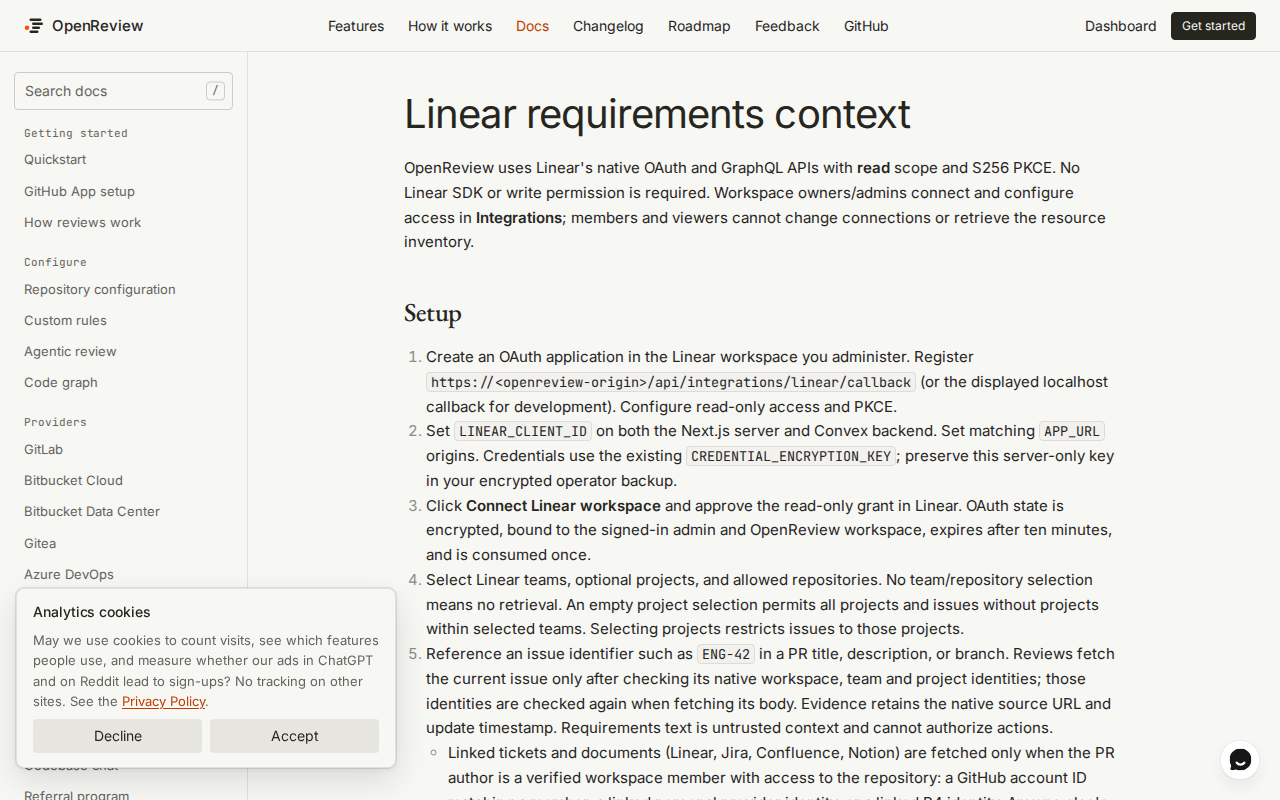 OpenReview
Features
How it works
Docs
Changelog
Roadmap
Feedback
GitHub
Dashboard
Get started
Search docs
/
Getting started
Quickstart
GitHub App setup
How reviews work
Configure
Repository configuration
Custom rules
Agentic review
Code graph
Providers
GitLab
Bitbucket Cloud
Bitbucket Data Center
Gitea
Azure DevOps
Codebase chat
Referral program
Analytics cookies
May we use cookies to count visits, see which features
people use, and measure whether our ads in ChatGPT
and on Reddit lead to sign-ups? No tracking on other
sites. See the Privacy Policy.
Decline
Accept
Linear requirements context
OpenReview uses Linear's native OAuth and GraphQL APIs with read scope and S256 PKCE. No
Linear SDK or write permission is required. Workspace owners/admins connect and configure
access in Integrations; members and viewers cannot change connections or retrieve the resource
inventory.
Setup
1. Create an OAuth application in the Linear workspace you administer. Register
https://<openreview-origin>/api/integrations/linear/callback (or the displayed localhost
callback for development). Configure read-only access and PKCE.
2. Set LINEAR_CLIENT_ID on both the Next.js server and Convex backend. Set matching APP_URL
origins. Credentials use the existing CREDENTIAL_ENCRYPTION_KEY; preserve this server-only key
in your encrypted operator backup.
3. Click Connect Linear workspace and approve the read-only grant in Linear. OAuth state is
encrypted, bound to the signed-in admin and OpenReview workspace, expires after ten minutes,
and is consumed once.
4. Select Linear teams, optional projects, and allowed repositories. No team/repository selection
means no retrieval. An empty project selection permits all projects and issues without projects
within selected teams. Selecting projects restricts issues to those projects.
5. Reference an issue identifier such as ENG-42 in a PR title, description, or branch. Reviews fetch
the current issue only after checking its native workspace, team and project identities; those
identities are checked again when fetching its body. Evidence retains the native source URL and
update timestamp. Requirements text is untrusted context and cannot authorize actions.
Linked tickets and documents (Linear, Jira, Confluence, Notion) are fetched only when the PR
author is a verified workspace member with access to the repository: a GitHub account ID